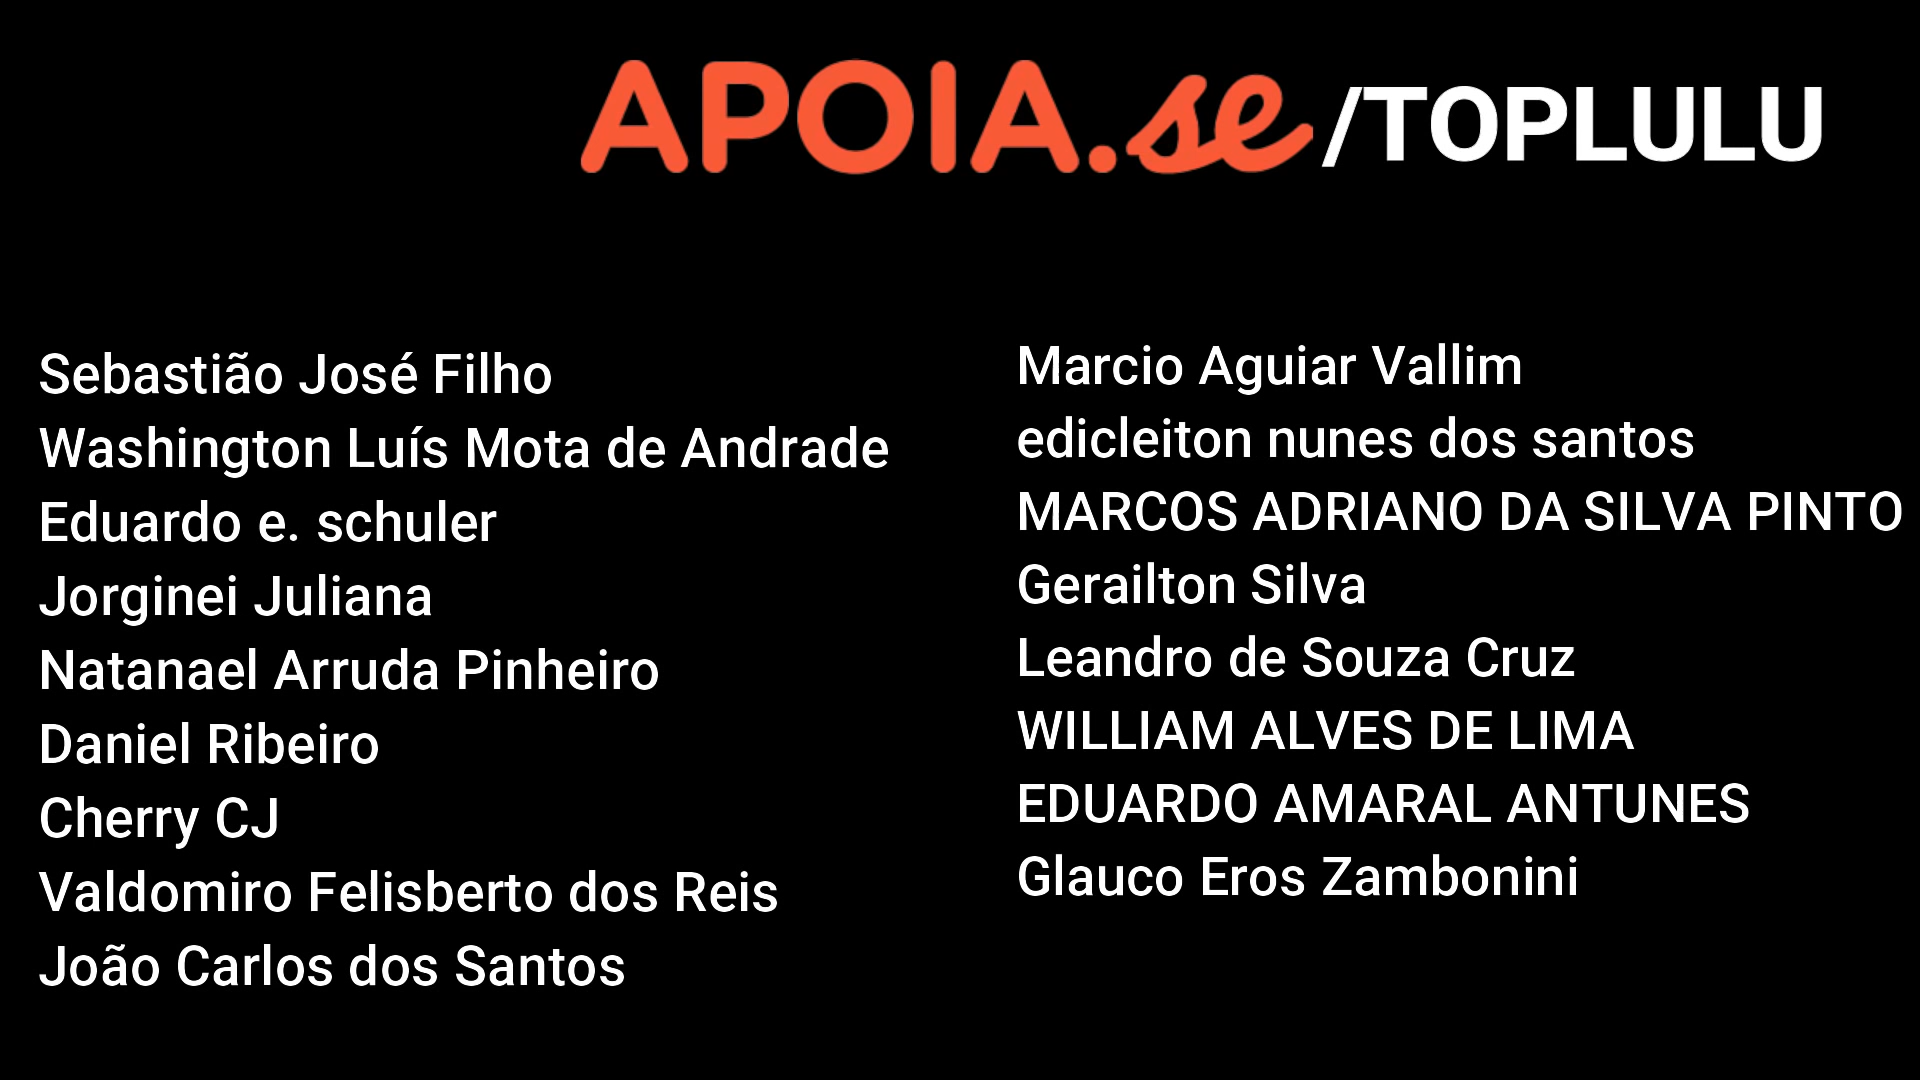 APOIA.se/TOPLULU
Sebastião José Filho
Washington Luís Mota de Andrade
Eduardo e. schuler
Jorginei Juliana
Natanael Arruda Pinheiro
Daniel Ribeiro
Cherry CJ
Valdomiro Felisberto dos Reis
João Carlos dos Santos
Marcio Aguiar Vallim
edicleiton nunes dos santos
MARCOS ADRIANO DA SILVA PINTO
Gerailton Silva
Leandro de Souza Cruz
WILLIAM ALVES DE LIMA
EDUARDO AMARAL ANTUNES
Glauco Eros Zambonini